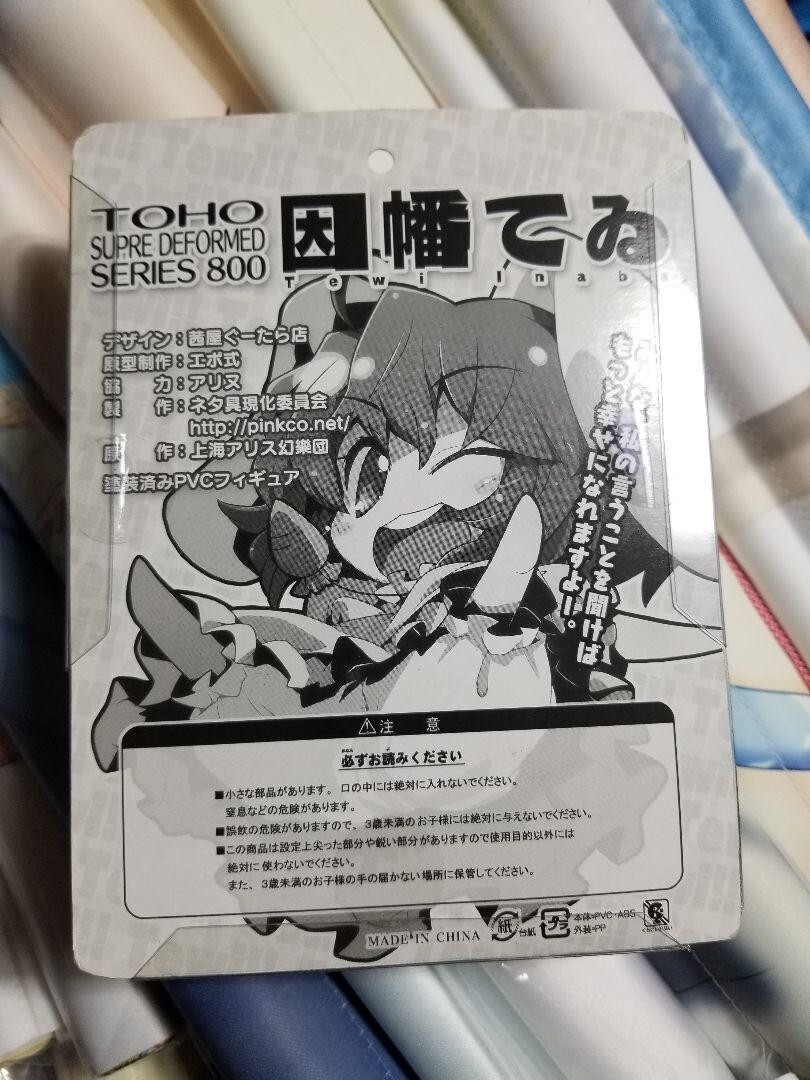 TOHO
SUPRE DEFORMED
SERIES 800
因幡てゐ
Tewi Inaba
デザイン：茜屋ぐーたら店
原型制作：エポ式
協　　力：アリヌ
製　　作：ネタ具現化委員会
http://pinkco.net/
原　　作：上海アリス幻樂団
塗装済みPVCフィギュア
私の言うことを聞けば
もっと幸せになれますよー。
⚠注　意
必ずお読みください
■小さな部品があります。口の中には絶対に入れないでください。
窒息などの危険があります。
■誤飲の危険がありますので、３歳未満のお子様には絶対に与えないでください。
■この商品は設定上尖った部分や鋭い部分がありますので使用目的以外には
絶対に使わないでください。
また、３歳未満のお子様の手の届かない場所に保管してください。
MADE IN CHINA
紙
台紙
プラ
本体-PVC・ABS
外装-PP